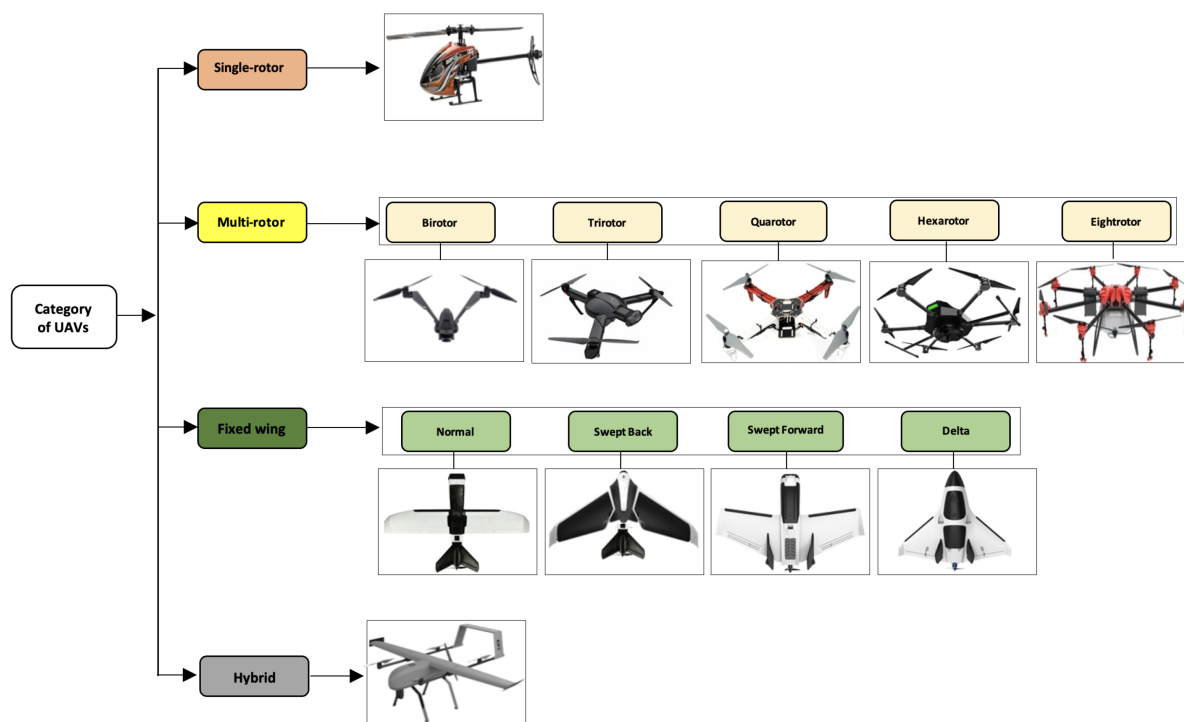 Single-rotor
Multi-rotor
Birotor
Trirotor
Quarotor
Hexarotor
Eightrotor
Category
of UAVs
Fixed wing
Normal
Swept Back
Swept Forward
Delta
Hybrid